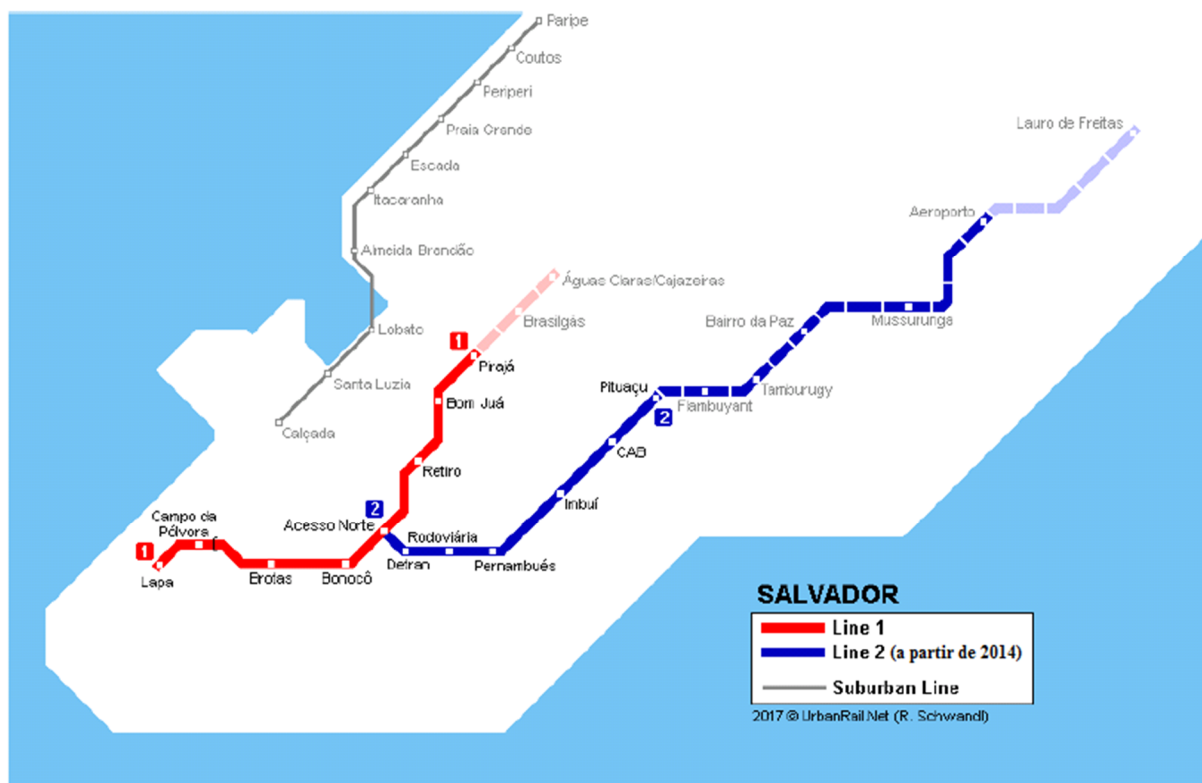 Paripe
Coutos
Periperi
Praia Grande
Escada
Itacaranha
Almeida Brandão
Lobato
Santa Luzia
Calçada
Lauro de Freitas
Aeroporto
Mussurunga
Bairro da Paz
Tamburugy
Flambuyant
Pituaçu
2
CAB
Imbuí
Pernambués
Rodoviária
Detran
2
Acesso Norte
Águas Claras/Cajazeiras
Brasilgás
1
Pirajá
Bom Juá
Retiro
Campo da
Pólvora
1
Lapa
Brotas
Bonocô
SALVADOR
Line 1
Line 2 (a partir de 2014)
Suburban Line
2017 © UrbanRail.Net (R. Schwandl)